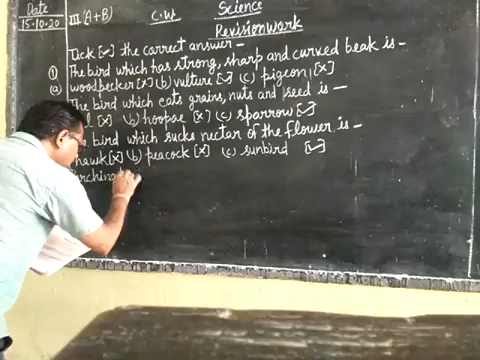 Date
15.10.20
III (A+B)
C.W
Science
Revision work
Tick [✓] the correct answer –
① The bird which has strong, sharp and curved beak is –
(a) woodpecker [x] (b) vulture [✓] (c) pigeon [x]
The bird which eats grains, nuts and seed is –
[x] (b) hoopoe [x] (c) sparrow [✓]
bird which sucks nectar of the flower is –
hawk [x] (b) peacock [x] (c) sunbird [✓]